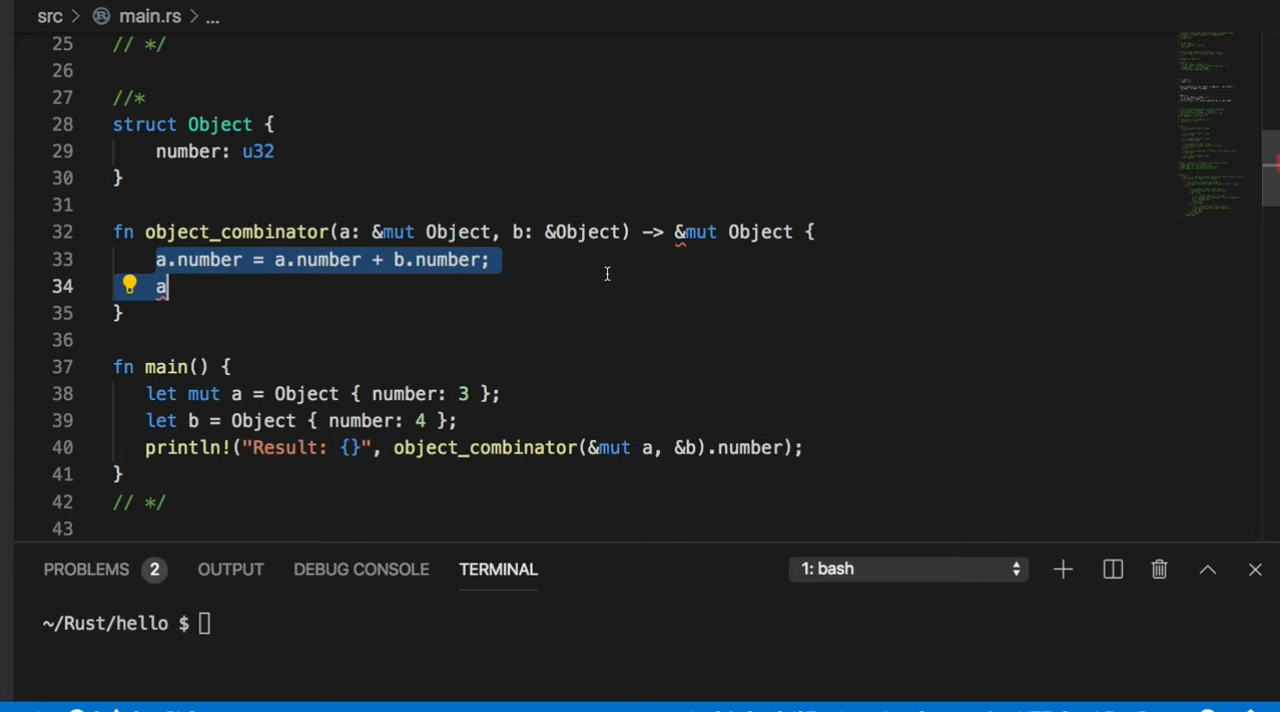 src > main.rs > ...
25 // */
26
27 //*
28 struct Object {
29 number: u32
30 }
31
32 fn object_combinator(a: &mut Object, b: &Object) -> &mut Object {
33 a.number = a.number + b.number;
34 a
35 }
36
37 fn main() {
38 let mut a = Object { number: 3 };
39 let b = Object { number: 4 };
40 println!("Result: {}", object_combinator(&mut a, &b).number);
41 }
42 // */
43
PROBLEMS 2 OUTPUT DEBUG CONSOLE TERMINAL 1: bash
~/Rust/hello $